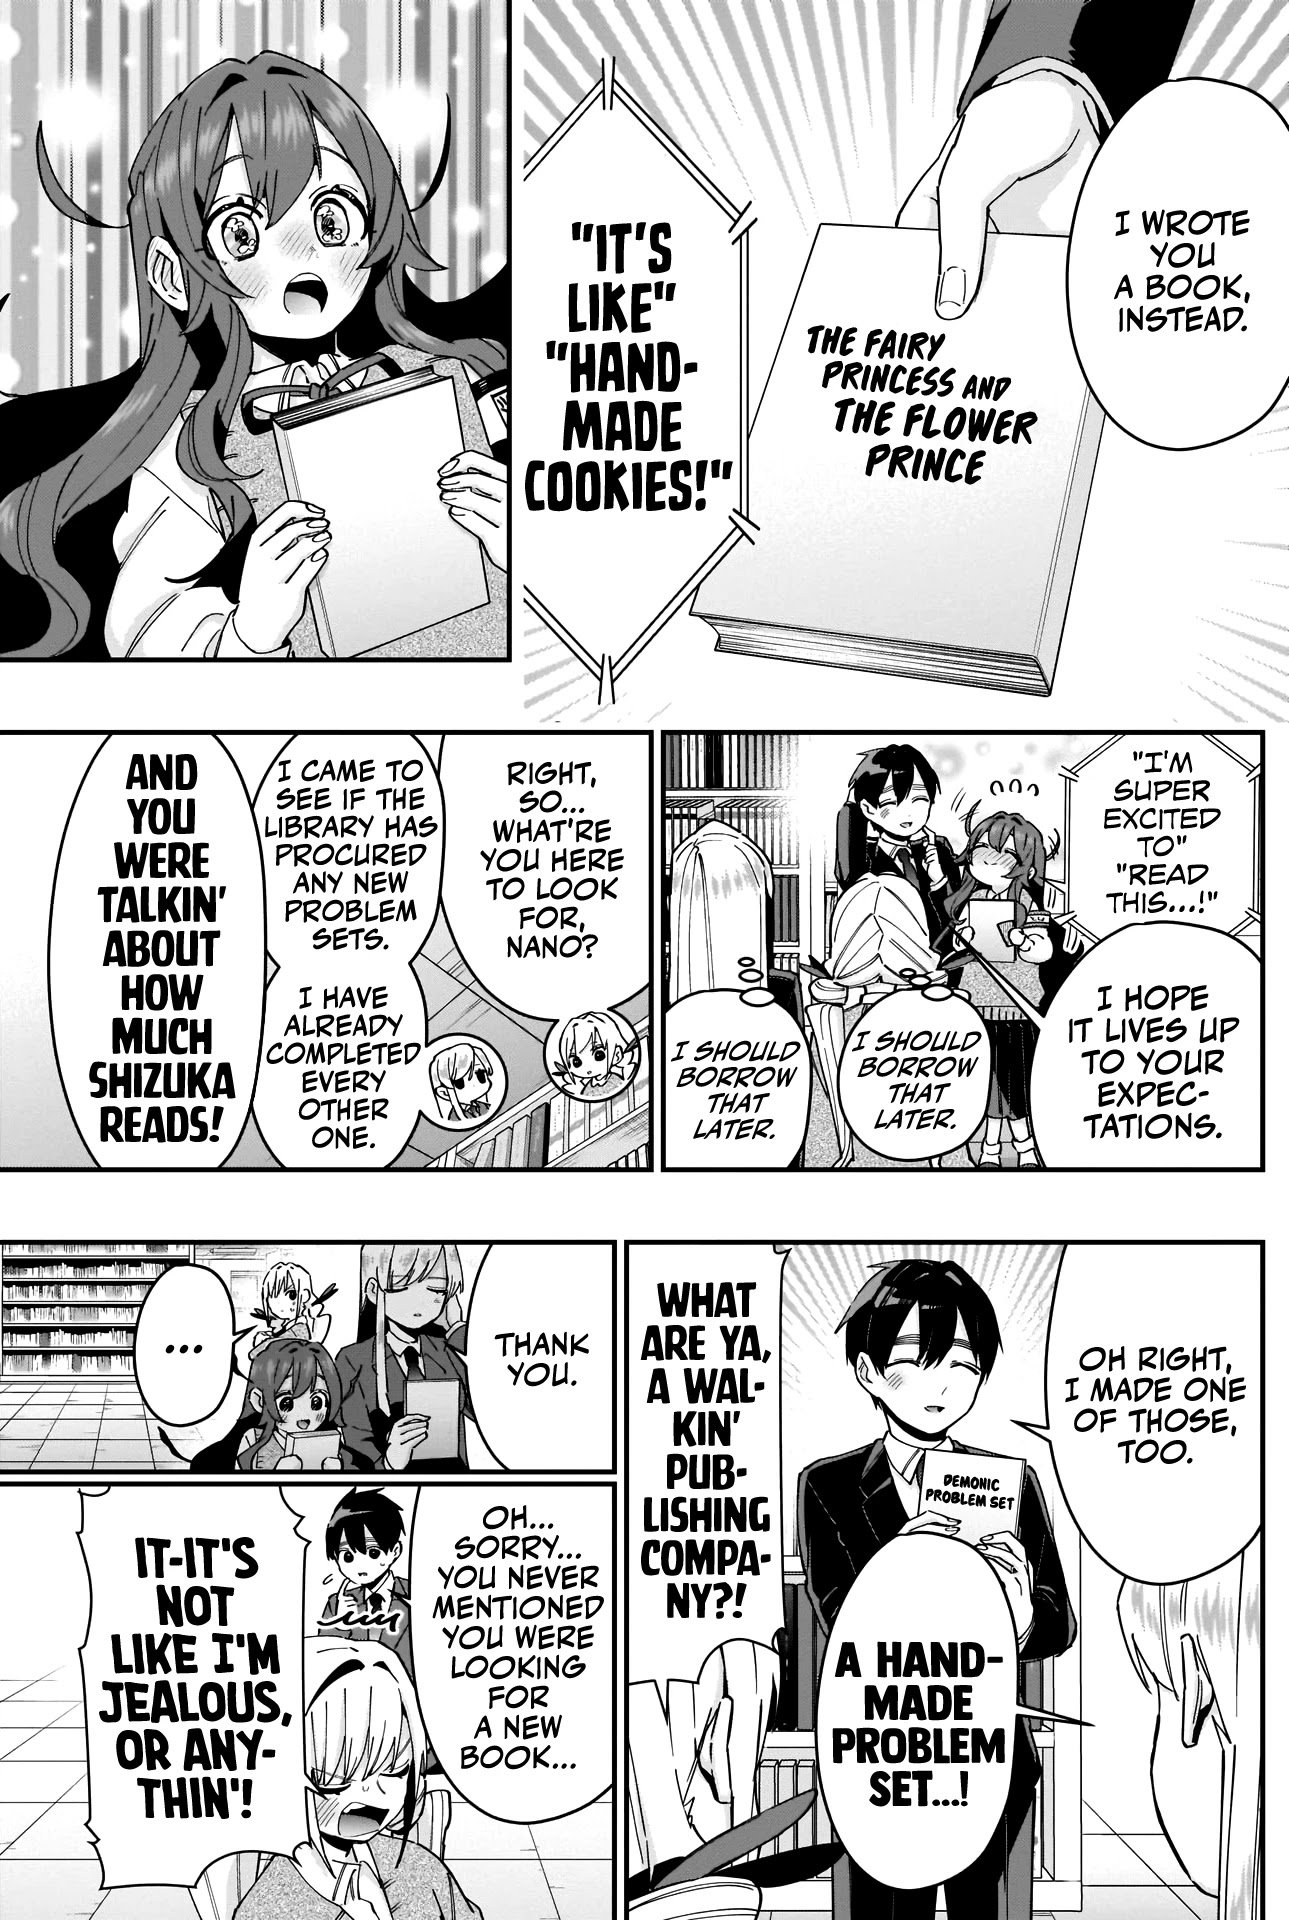 I WROTE
YOU
A BOOK,
INSTEAD.
THE FAIRY
PRINCESS AND
THE FLOWER
PRINCE
"IT'S
LIKE"
"HAND-
MADE
COOKIES!"
"I'M
SUPER
EXCITED
TO"
"READ
THIS...!"
I HOPE
IT LIVES UP
TO YOUR
EXPEC-
TATIONS.
I SHOULD
BORROW
THAT
LATER.
I SHOULD
BORROW
THAT
LATER.
RIGHT,
SO...
WHAT'RE
YOU HERE
TO LOOK
FOR,
NANO?
I CAME TO
SEE IF THE
LIBRARY HAS
PROCURED
ANY NEW
PROBLEM
SETS.
I HAVE
ALREADY
COMPLETED
EVERY
OTHER
ONE.
AND
YOU
WERE
TALKIN'
ABOUT
HOW
MUCH
SHIZUKA
READS!
OH RIGHT,
I MADE ONE
OF THOSE,
TOO.
DEMONIC
PROBLEM SET
A HAND-
MADE
PROBLEM
SET...!
WHAT
ARE YA,
A WAL-
KIN'
PUB-
LISHING
COMPA-
NY?!
THANK
YOU.
...
OH...
SORRY...
YOU NEVER
MENTIONED
YOU WERE
LOOKING
FOR
A NEW
BOOK...
IT-IT'S
NOT
LIKE I'M
JEALOUS,
OR ANY-
THIN'!